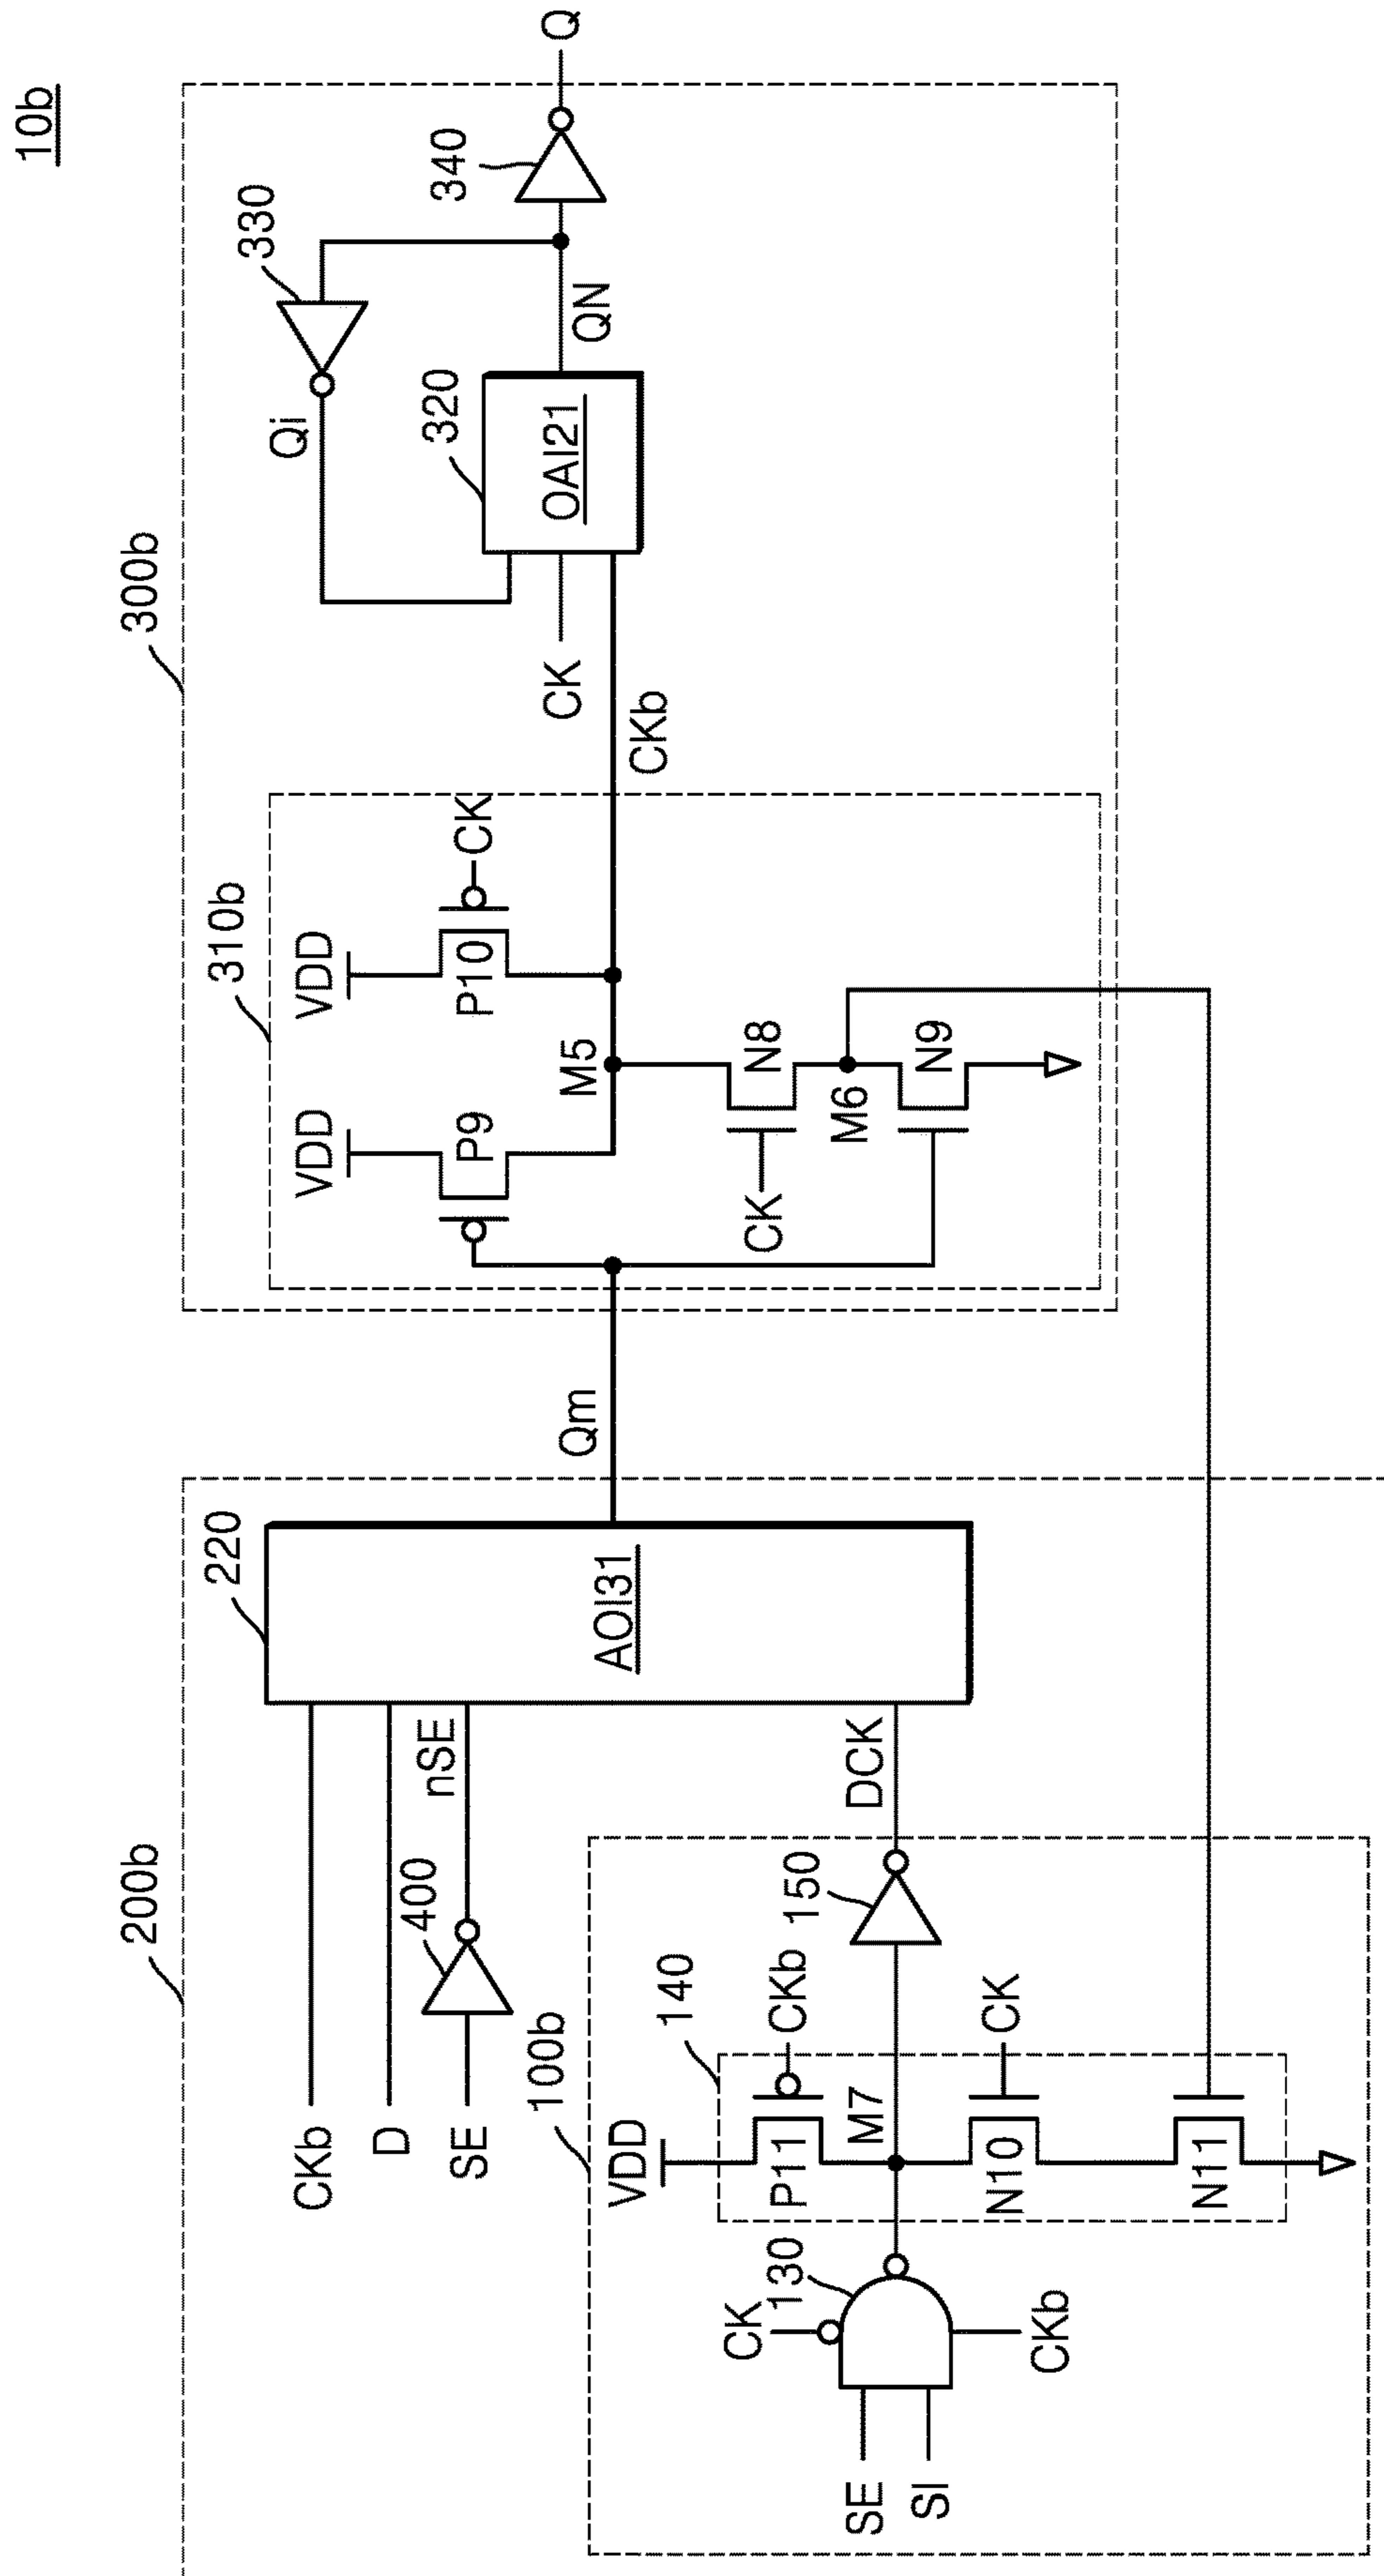 10b
200b
300b
220
310b
330
CKb
D
SE
400
nSE
AOI31
Qm
VDD
P9
VDD
P10
CK
M5
CKb
CK
Qi
320
OAI21
QN
340
Q
100b
VDD
140
P11
CKb
M7
150
DCK
CK
130
SE
SI
CKb
N10
CK
N11
CK
N8
M6
N9